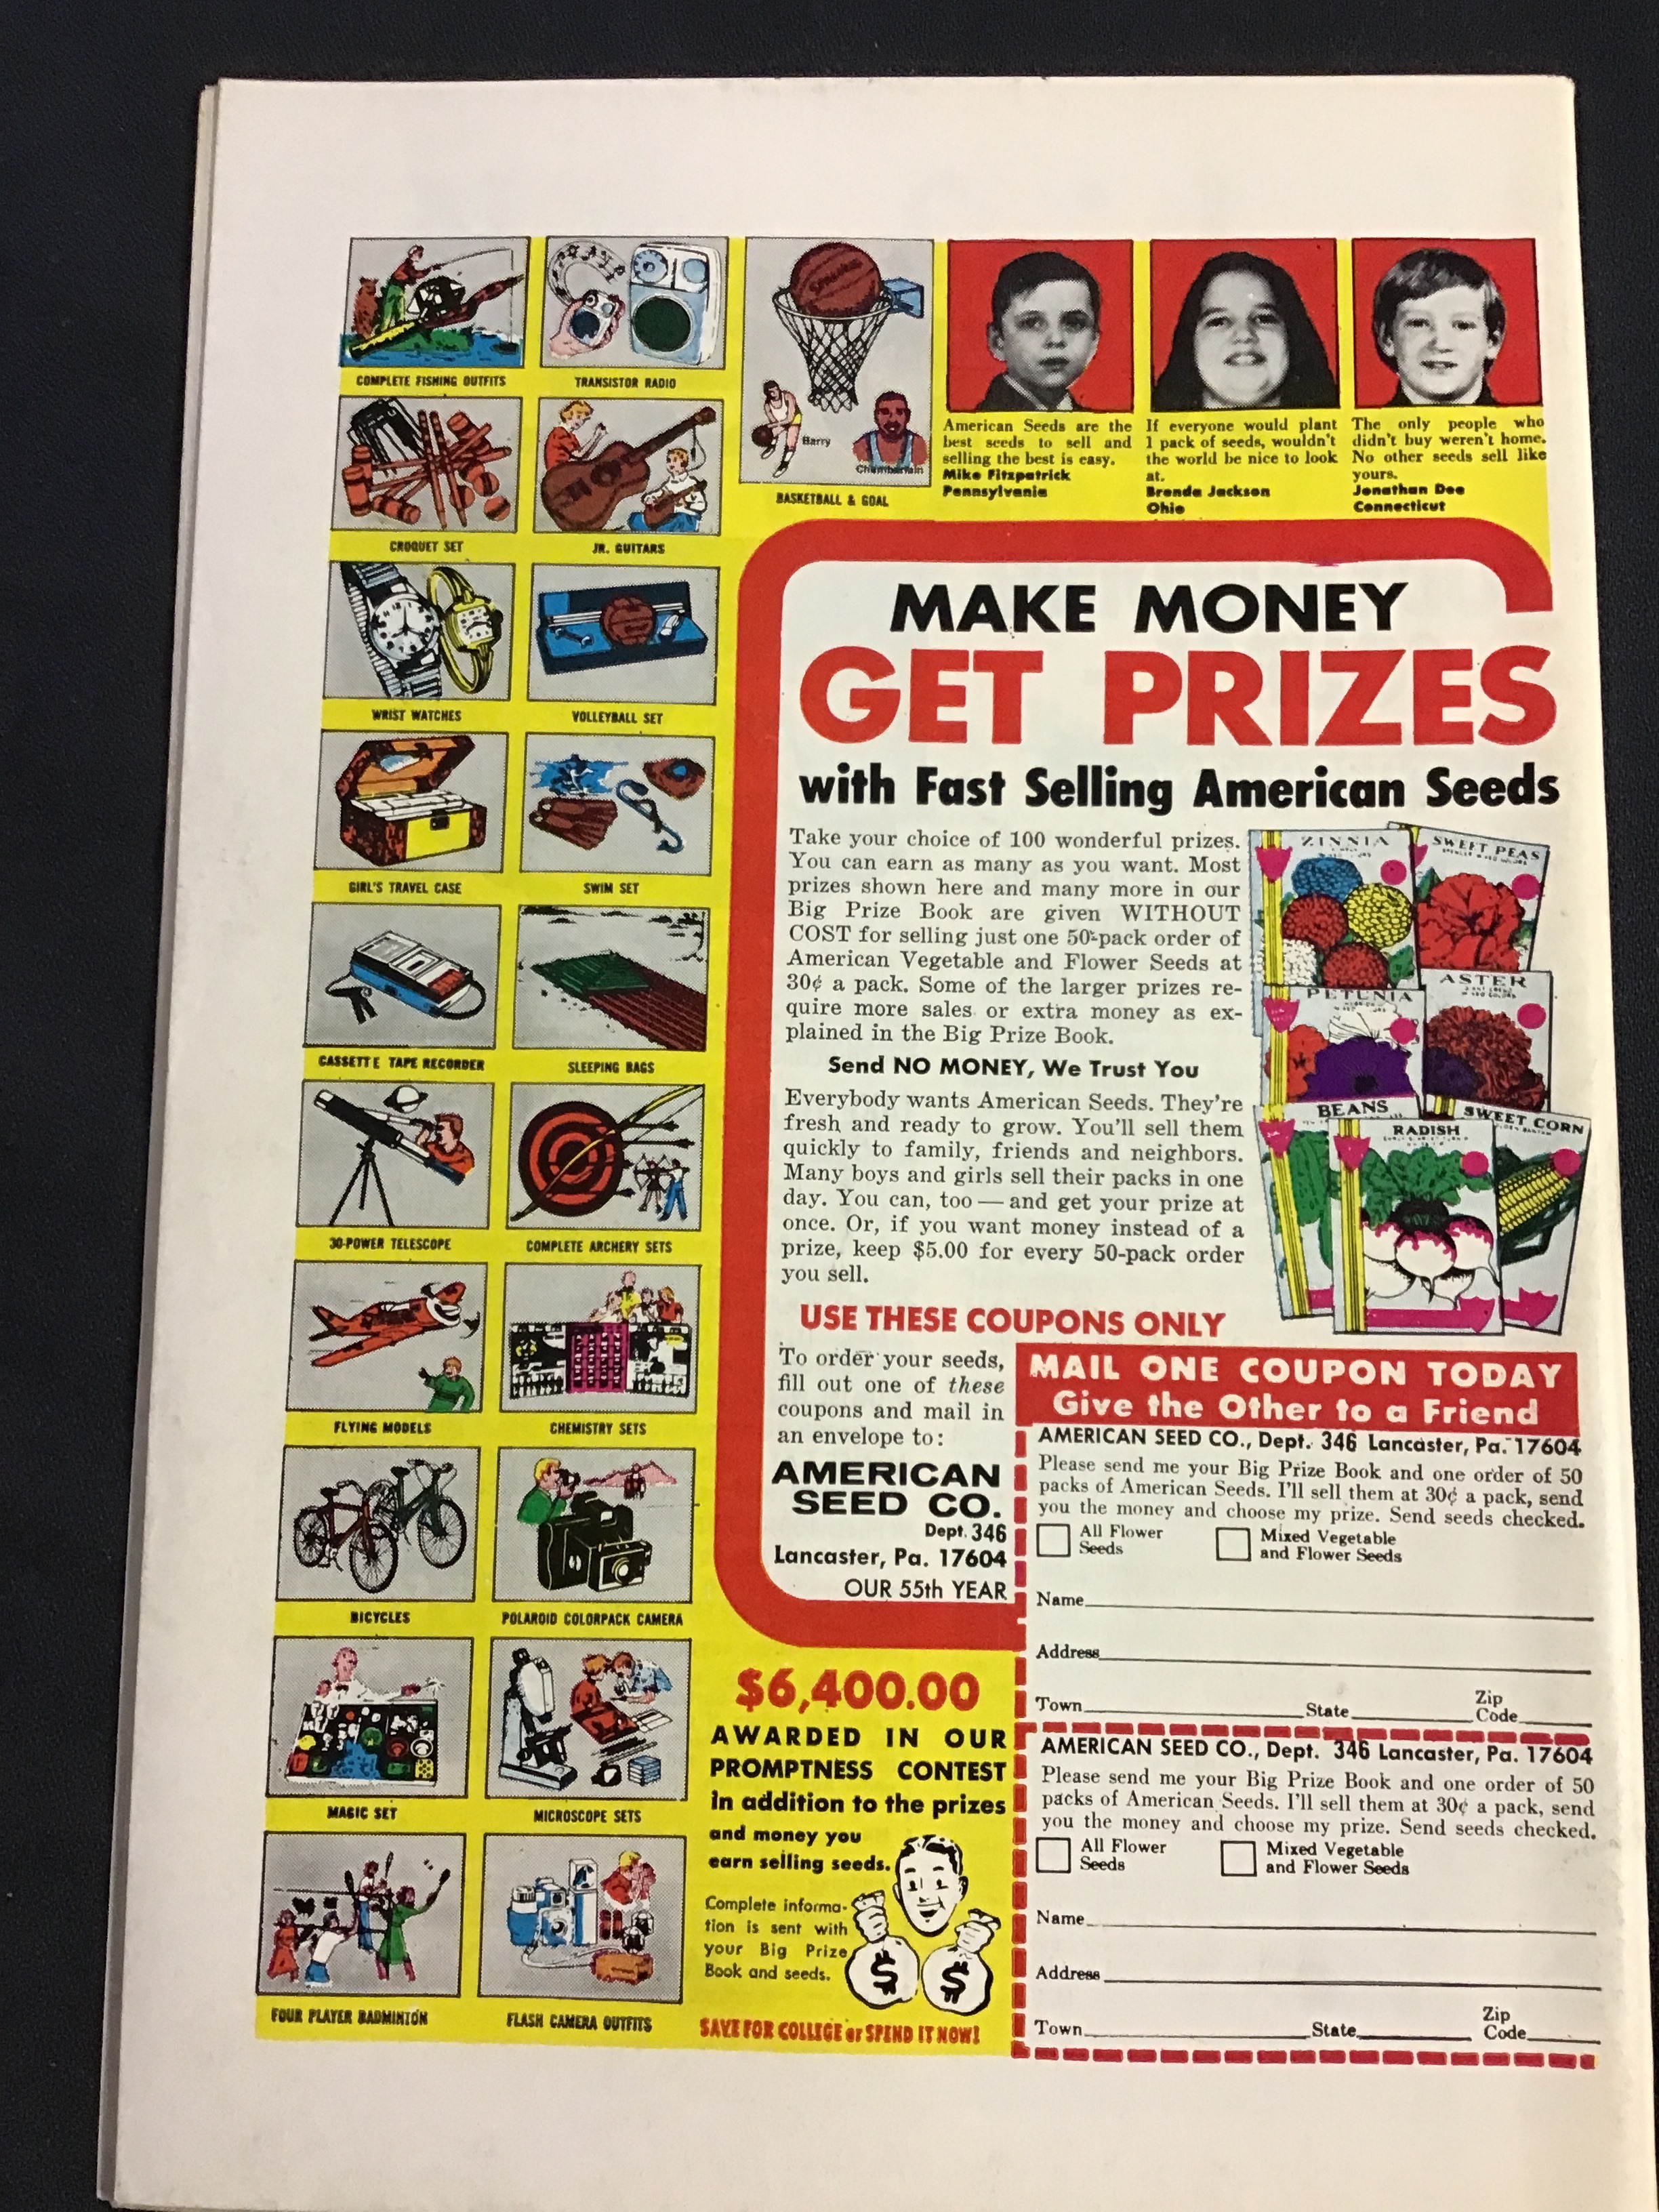 COMPLETE FISHING OUTFITS
TRANSISTOR RADIO
Barry
Chamberlain
BASKETBALL & GOAL
CROQUET SET
JR. GUITARS
WRIST WATCHES
VOLLEYBALL SET
GIRL'S TRAVEL CASE
SWIM SET
CASSETTE TAPE RECORDER
SLEEPING BAGS
30-POWER TELESCOPE
COMPLETE ARCHERY SETS
FLYING MODELS
CHEMISTRY SETS
BICYCLES
POLAROID COLORPACK CAMERA
MAGIC SET
MICROSCOPE SETS
FOUR PLAYER BADMINTON
FLASH CAMERA OUTFITS
American Seeds are the
best seeds to sell and
selling the best is easy.
Mike Fitzpatrick
Pennsylvania
If everyone would plant
1 pack of seeds, wouldn't
the world be nice to look
at.
Brenda Jackson
Ohio
The only people who
didn't buy weren't home.
No other seeds sell like
yours.
Jonathan Dee
Connecticut
MAKE MONEY
GET PRIZES
with Fast Selling American Seeds
Take your choice of 100 wonderful prizes.
You can earn as many as you want. Most
prizes shown here and many more in our
Big Prize Book are given WITHOUT
COST for selling just one 50-pack order of
American Vegetable and Flower Seeds at
30¢ a pack. Some of the larger prizes re-
quire more sales or extra money as ex-
plained in the Big Prize Book.
Send NO MONEY, We Trust You
Everybody wants American Seeds. They're
fresh and ready to grow. You'll sell them
quickly to family, friends and neighbors.
Many boys and girls sell their packs in one
day. You can, too — and get your prize at
once. Or, if you want money instead of a
prize, keep $5.00 for every 50-pack order
you sell.
ZINNIA
SWEET PEAS
PETUNIA
ASTER
BEANS
RADISH
SWEET CORN
USE THESE COUPONS ONLY
To order your seeds,
fill out one of these
coupons and mail in
an envelope to:
AMERICAN
SEED CO.
Dept. 346
Lancaster, Pa. 17604
OUR 55th YEAR
MAIL ONE COUPON TODAY
Give the Other to a Friend
AMERICAN SEED CO., Dept. 346 Lancaster, Pa. 17604
Please send me your Big Prize Book and one order of 50
packs of American Seeds. I'll sell them at 30¢ a pack, send
you the money and choose my prize. Send seeds checked.
All Flower
Seeds
Mixed Vegetable
and Flower Seeds
Name
Address
Town State Zip
Code
AMERICAN SEED CO., Dept. 346 Lancaster, Pa. 17604
Please send me your Big Prize Book and one order of 50
packs of American Seeds. I'll sell them at 30¢ a pack, send
you the money and choose my prize. Send seeds checked.
All Flower
Seeds
Mixed Vegetable
and Flower Seeds
Name
Address
Town State Zip
Code
$6,400.00
AWARDED IN OUR
PROMPTNESS CONTEST
in addition to the prizes
and money you
earn selling seeds.
Complete informa-
tion is sent with
your Big Prize
Book and seeds.
$ $
SAVE FOR COLLEGE or SPEND IT NOW!